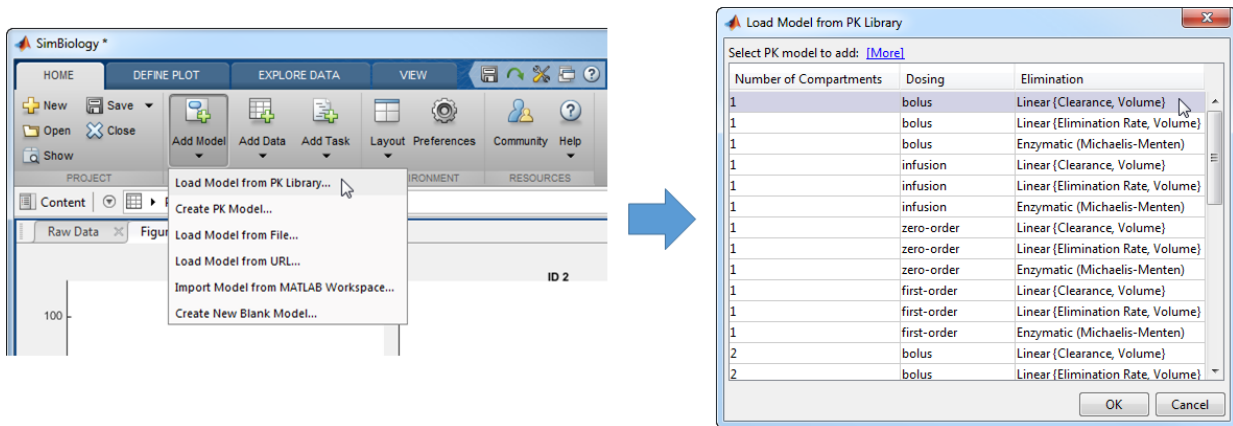 SimBiology *
HOME DEFINE PLOT EXPLORE DATA VIEW
New Save
Open Close
Show
Add Model Add Data Add Task Layout Preferences Community Help
PROJECT IRONMENT RESOURCES
Load Model from PK Library...
Create PK Model...
Load Model from File...
Load Model from URL...
Import Model from MATLAB Workspace...
Create New Blank Model...
Content
Raw Data Figur
ID 2
100
Load Model from PK Library
Select PK model to add: [More]
Number of Compartments Dosing Elimination
1 bolus Linear {Clearance, Volume}
1 bolus Linear {Elimination Rate, Volume}
1 bolus Enzymatic (Michaelis-Menten)
1 infusion Linear {Clearance, Volume}
1 infusion Linear {Elimination Rate, Volume}
1 infusion Enzymatic (Michaelis-Menten)
1 zero-order Linear {Clearance, Volume}
1 zero-order Linear {Elimination Rate, Volume}
1 zero-order Enzymatic (Michaelis-Menten)
1 first-order Linear {Clearance, Volume}
1 first-order Linear {Elimination Rate, Volume}
1 first-order Enzymatic (Michaelis-Menten)
2 bolus Linear {Clearance, Volume}
2 bolus Linear {Elimination Rate, Volume}
OK Cancel